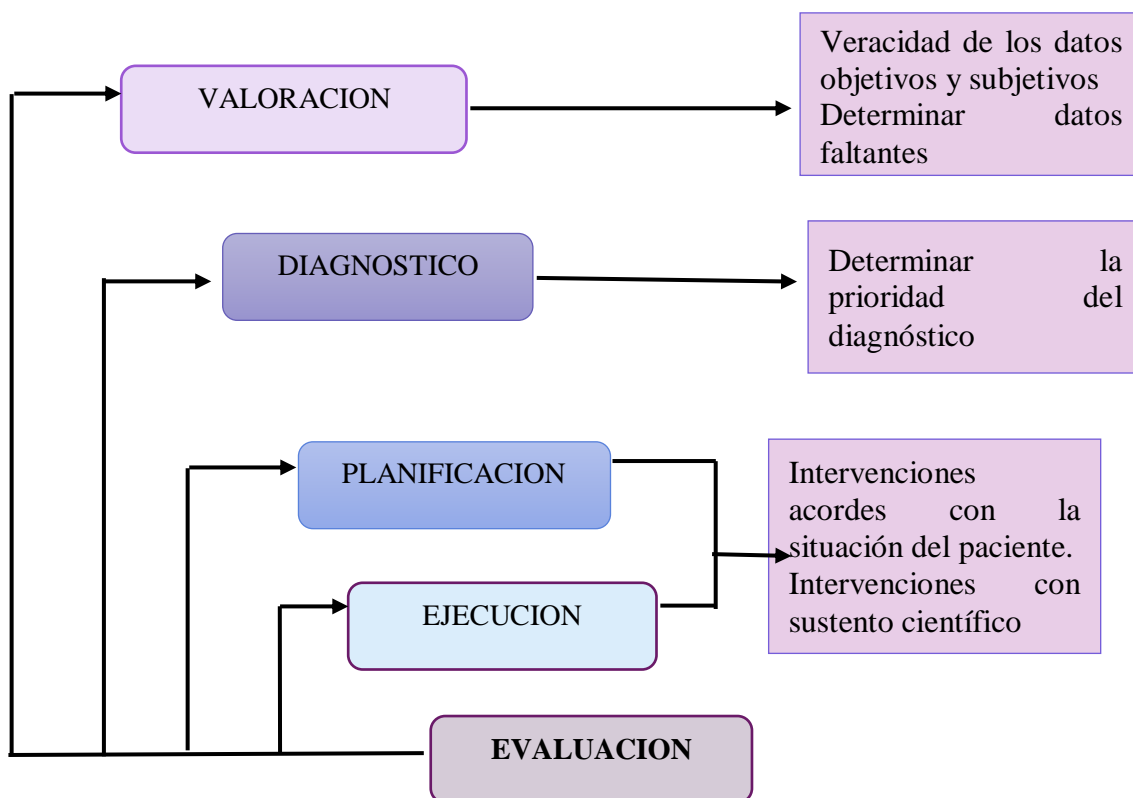 VALORACION
Veracidad de los datos
objetivos y subjetivos
Determinar datos
faltantes
DIAGNOSTICO
Determinar la
prioridad del
diagnóstico
PLANIFICACION
Intervenciones
acordes con la
situación del paciente.
Intervenciones con
sustento científico
EJECUCION
EVALUACION